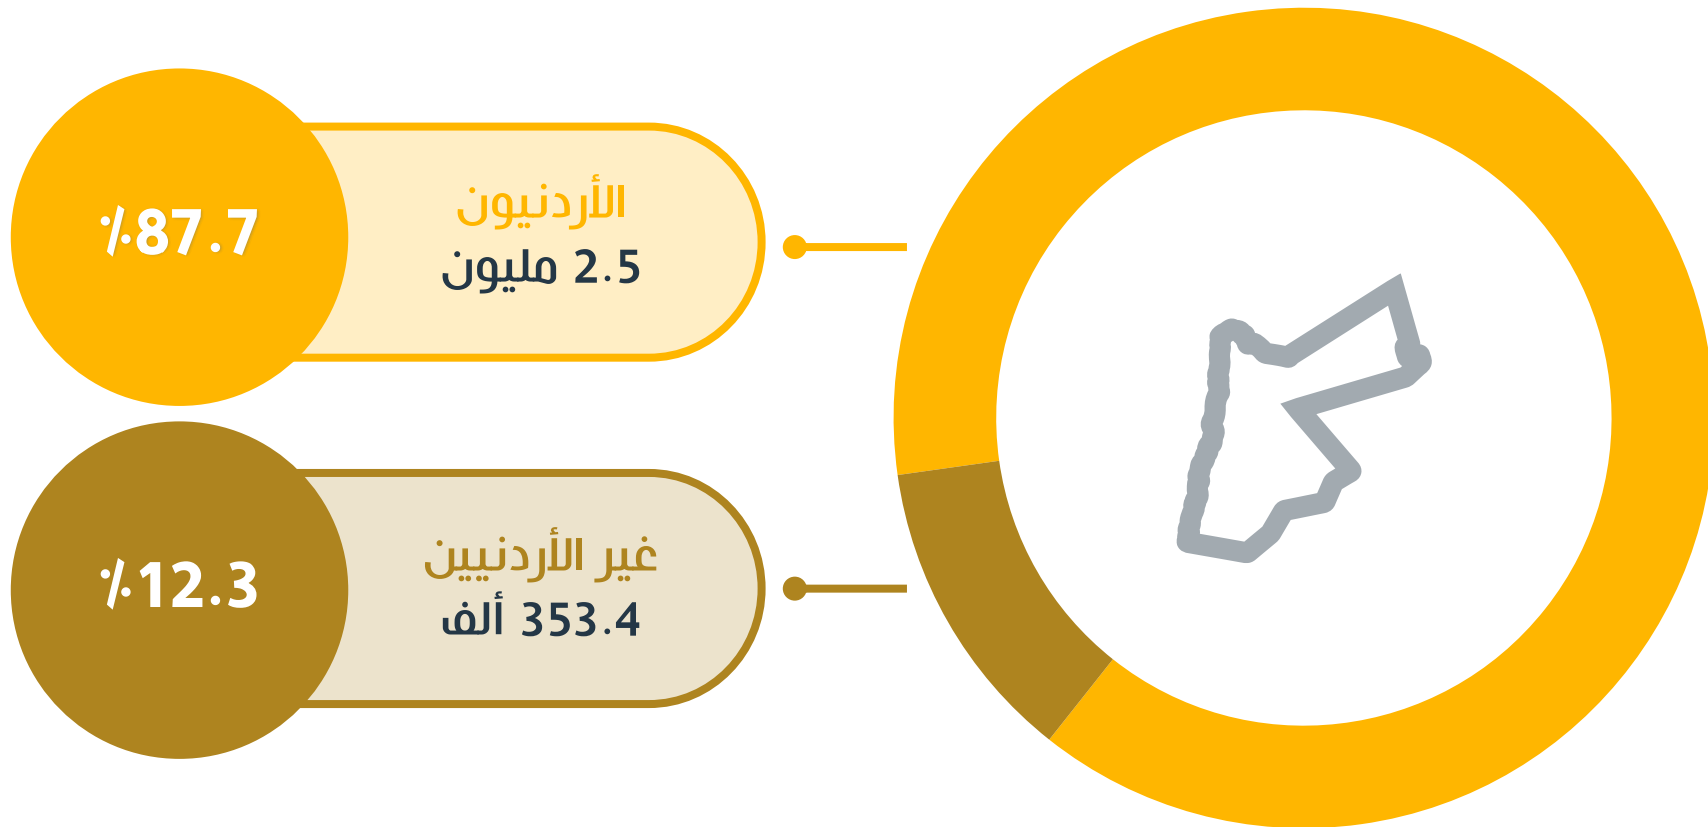 الأردنيون
2.5 مليون
٪87.7
غير الأردنيين
353.4 ألف
٪12.3